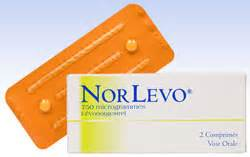 NORLEVO®
750 microgrammes
Lévonorgestrel
2 Comprimés
Voie Orale